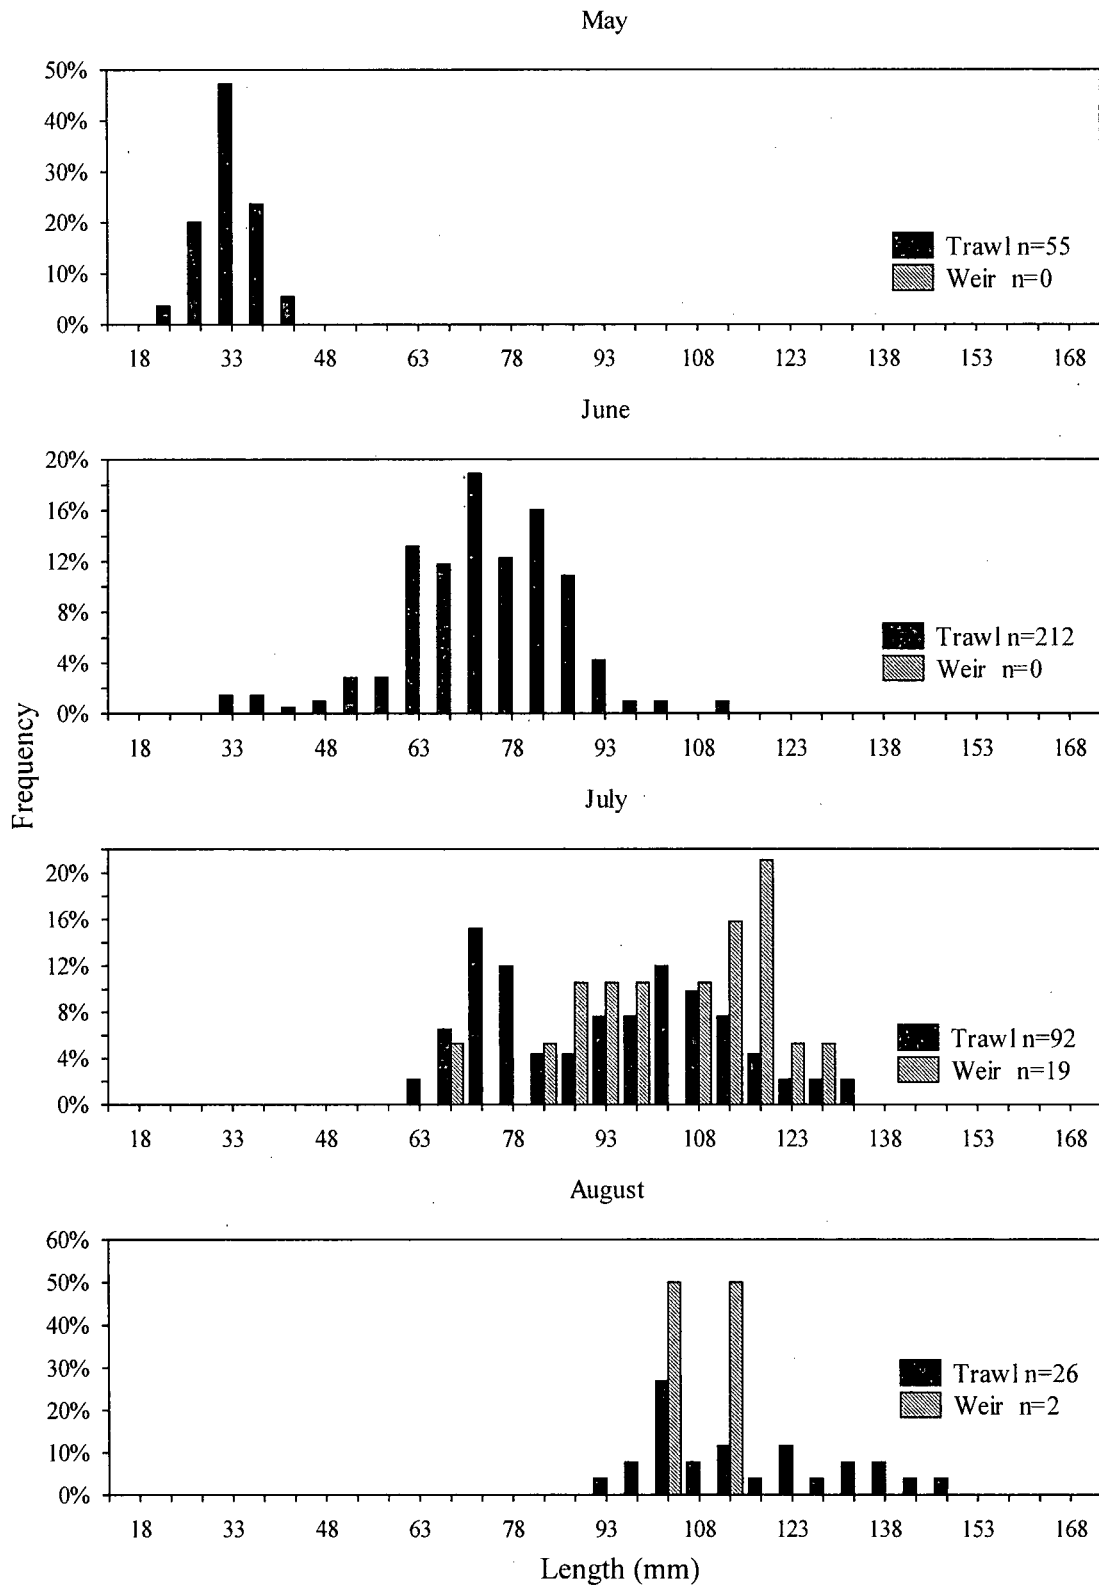 May
50%
40%
30%
20%
10%
0%
Trawl n=55
Weir n=0
18 33 48 63 78 93 108 123 138 153 168
June
20%
16%
12%
8%
4%
0%
Trawl n=212
Weir n=0
18 33 48 63 78 93 108 123 138 153 168
Frequency
July
20%
16%
12%
8%
4%
0%
Trawl n=92
Weir n=19
18 33 48 63 78 93 108 123 138 153 168
August
60%
50%
40%
30%
20%
10%
0%
Trawl n=26
Weir n=2
18 33 48 63 78 93 108 123 138 153 168
Length (mm)